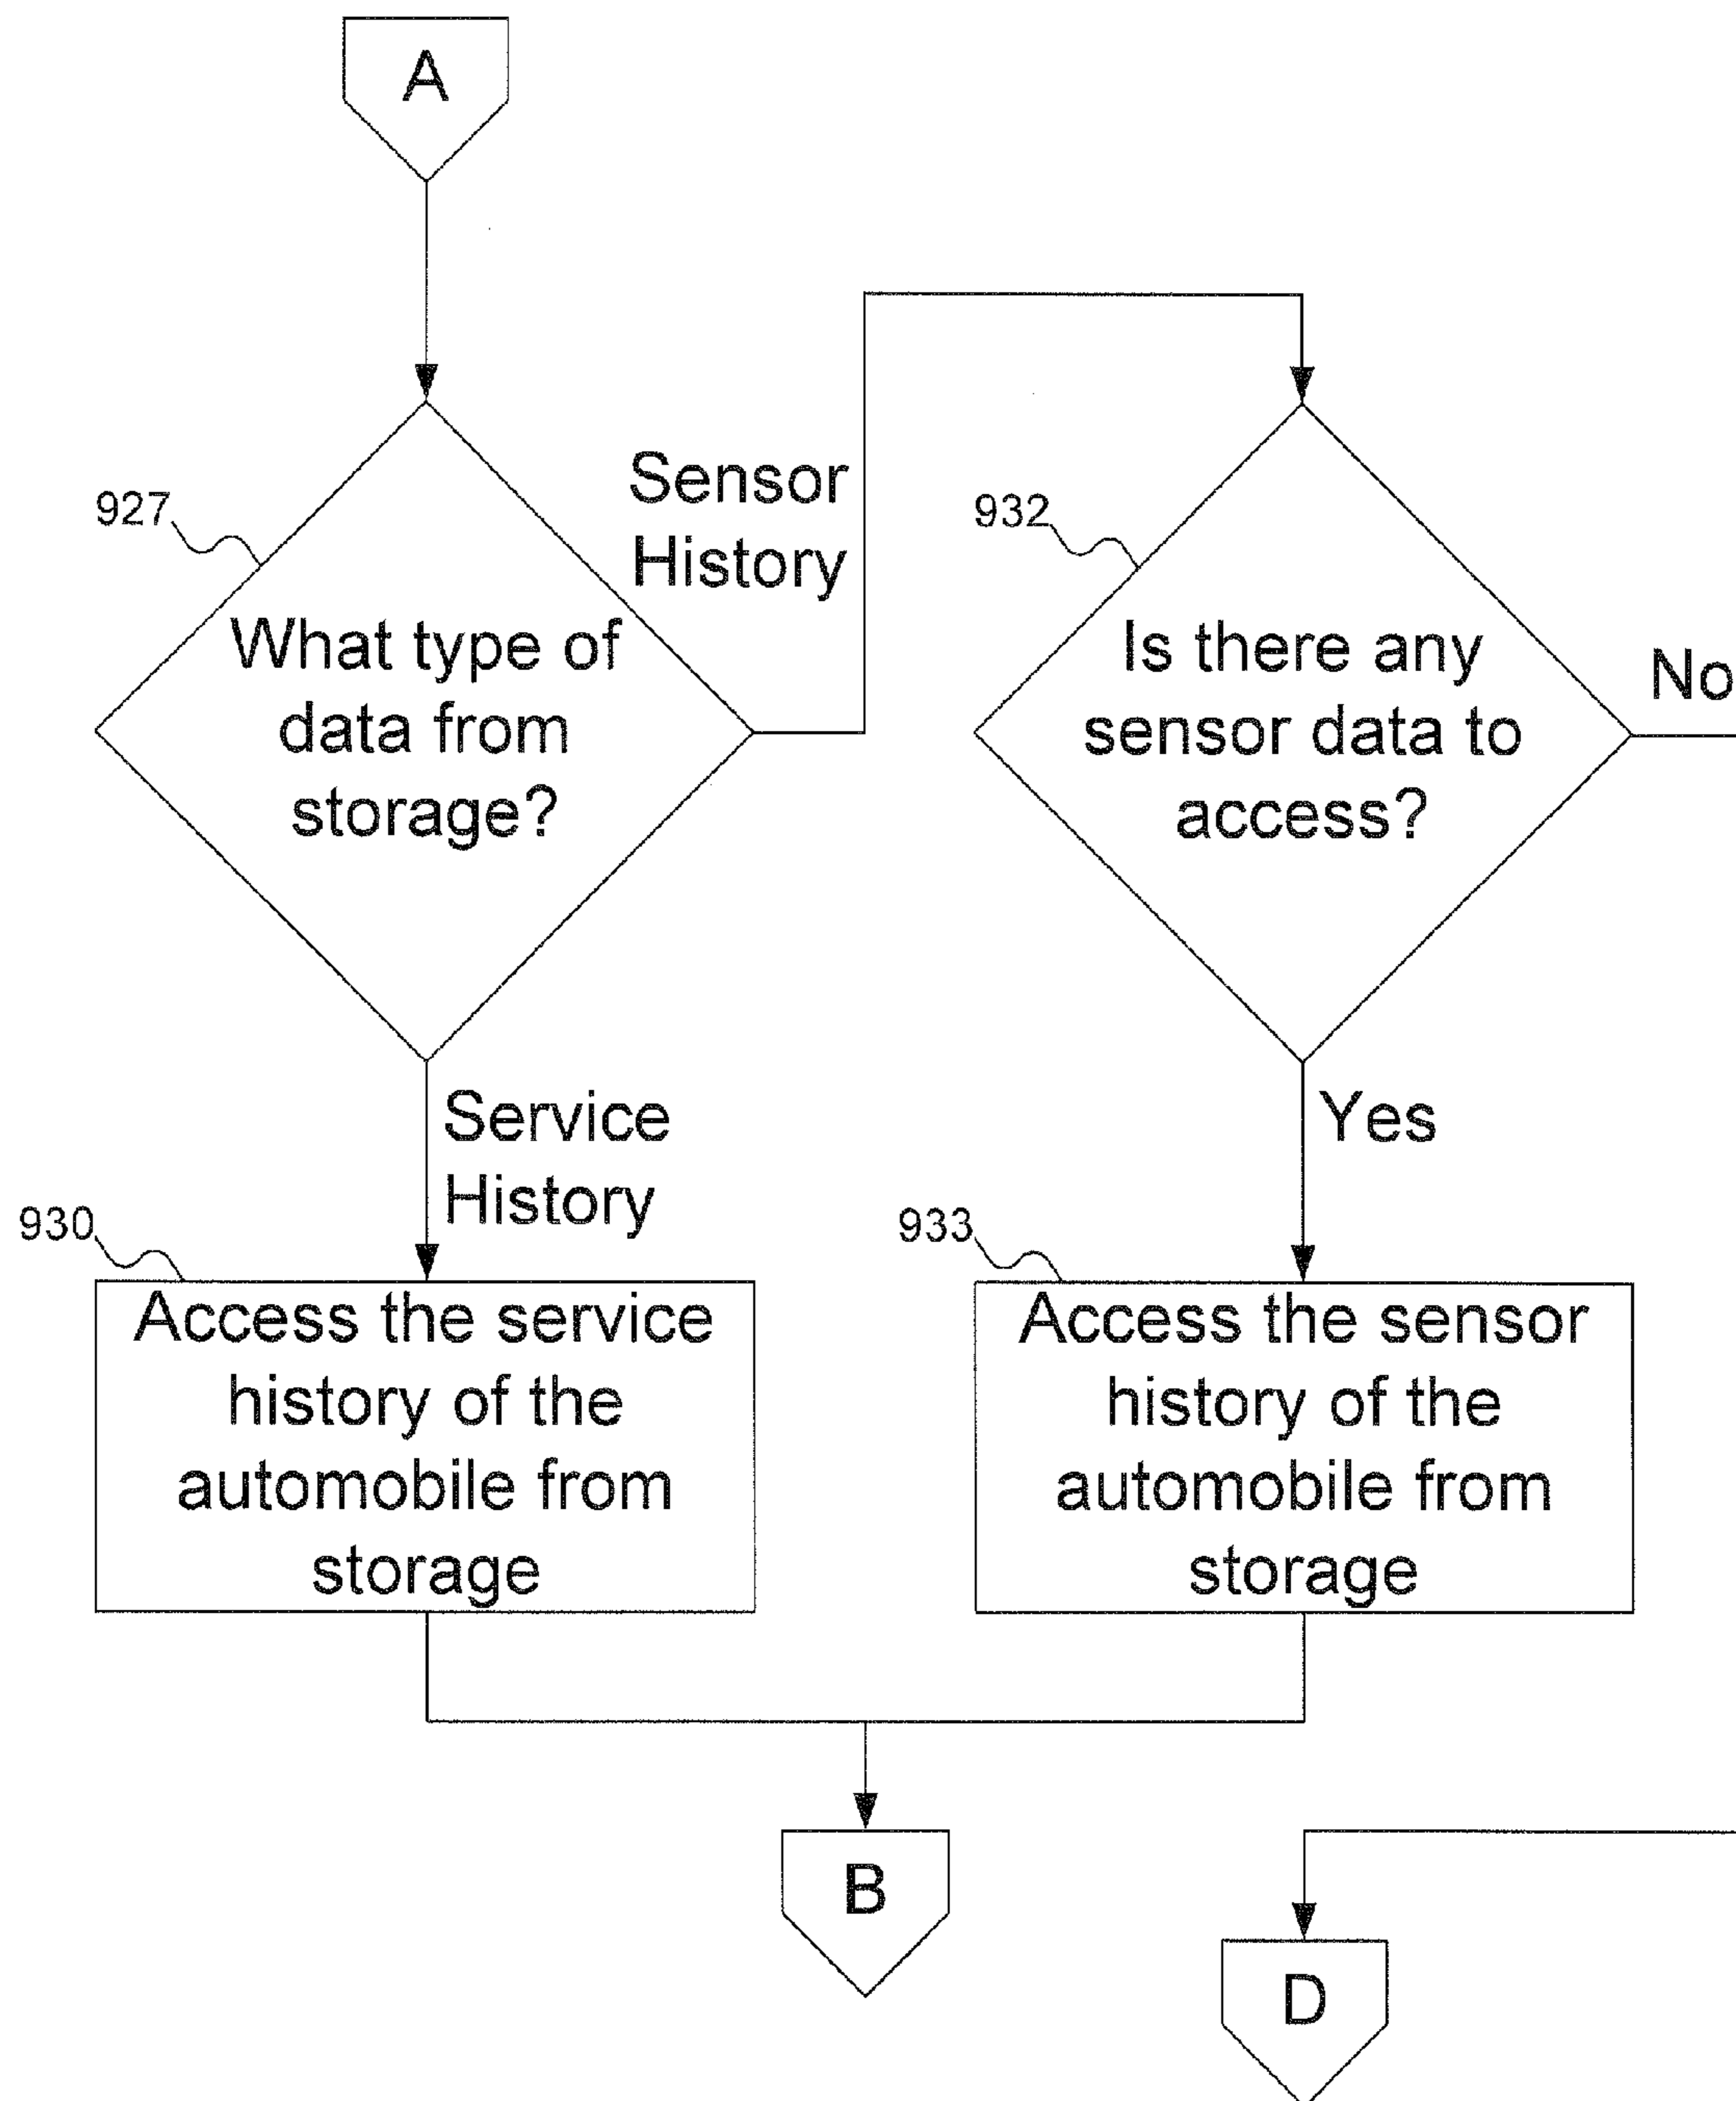 A
927
What type of
data from
storage?
Sensor
History
932
Is there any
sensor data to
access?
No
Service
History
Yes
930
Access the service
history of the
automobile from
storage
933
Access the sensor
history of the
automobile from
storage
B
D